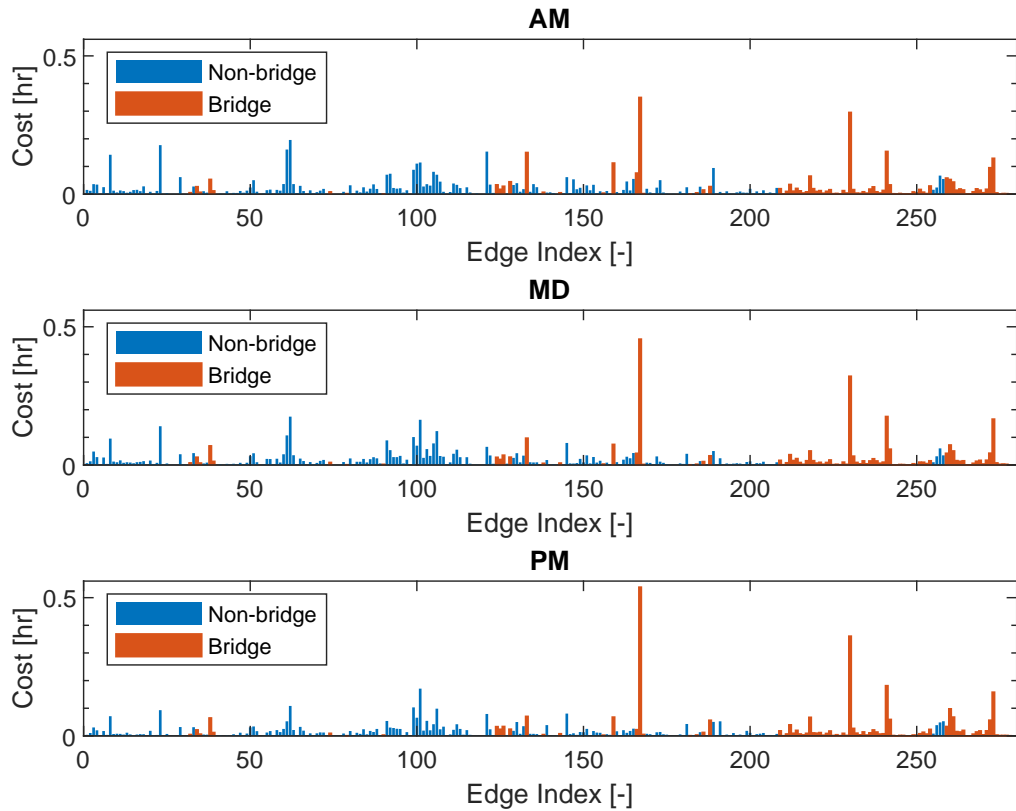 AM
0.5
0
Cost [hr]
Non-bridge
Bridge
0 50 100 150 200 250
Edge Index [-]
MD
0.5
0
Cost [hr]
Non-bridge
Bridge
0 50 100 150 200 250
Edge Index [-]
PM
0.5
0
Cost [hr]
Non-bridge
Bridge
0 50 100 150 200 250
Edge Index [-]